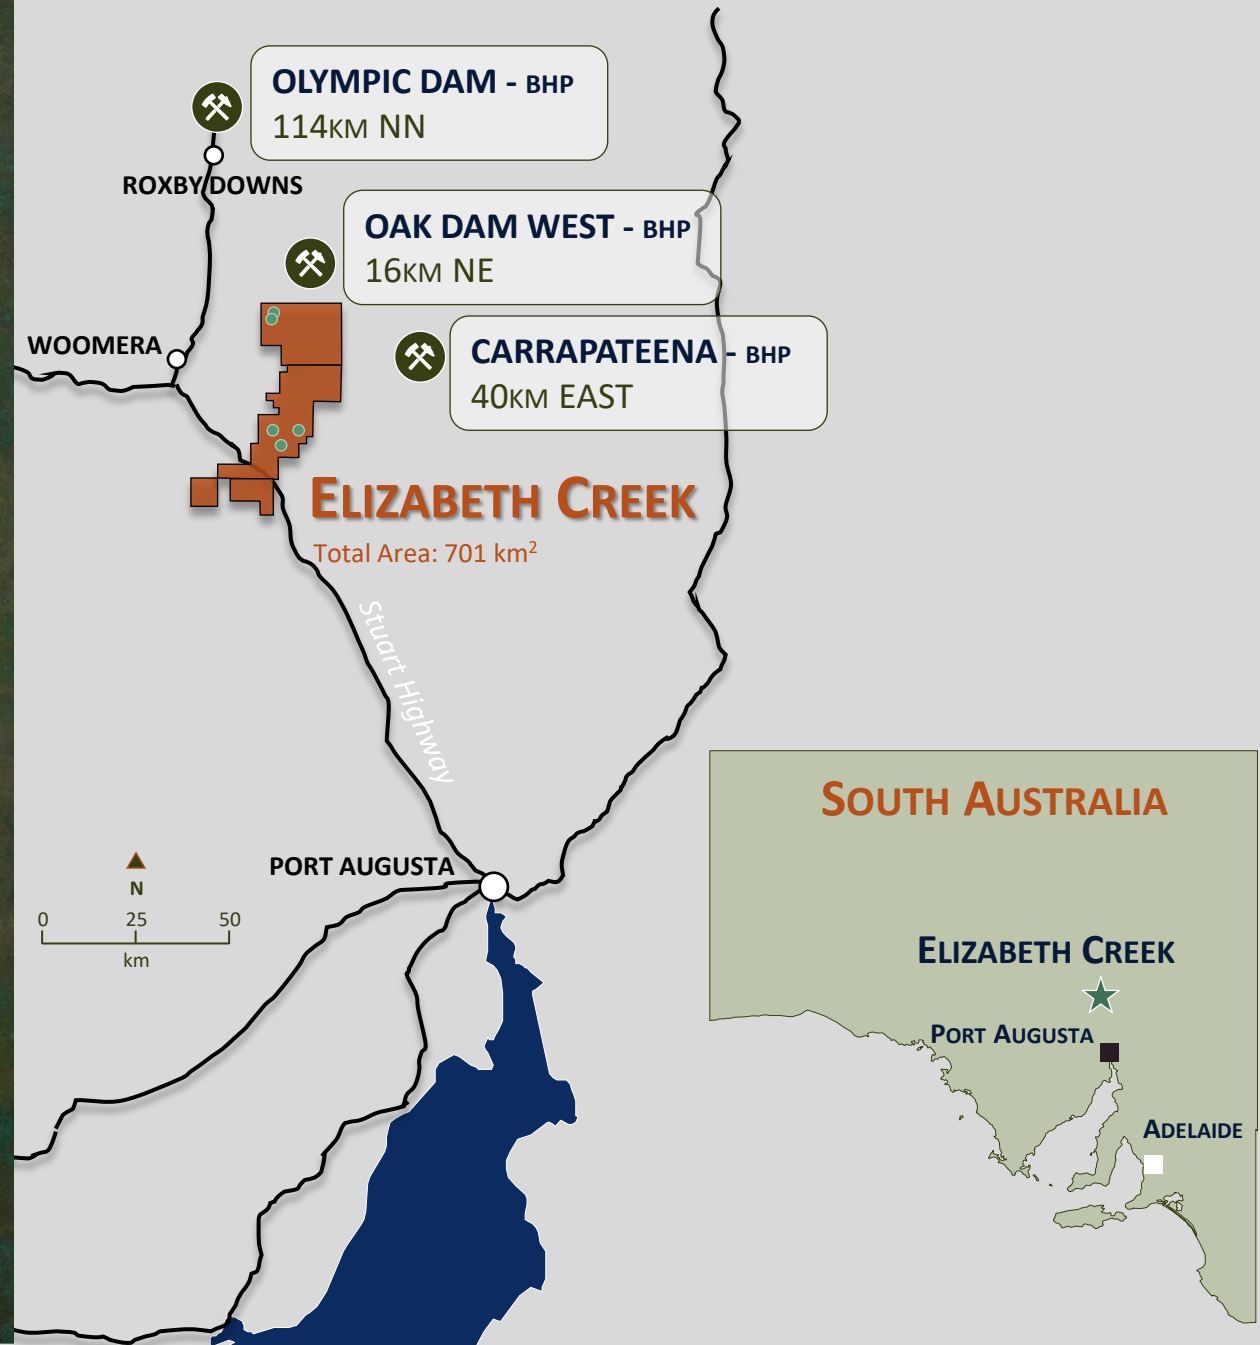 OLYMPIC DAM - BHP
114KM NN
ROXBY DOWNS
OAK DAM WEST - BHP
16KM NE
WOOMERA
CARRAPATEENA - BHP
40KM EAST
ELIZABETH CREEK
Total Area: 701 km²
Stuart Highway
PORT AUGUSTA
N
0 25 50
km
SOUTH AUSTRALIA
ELIZABETH CREEK
PORT AUGUSTA
ADELAIDE